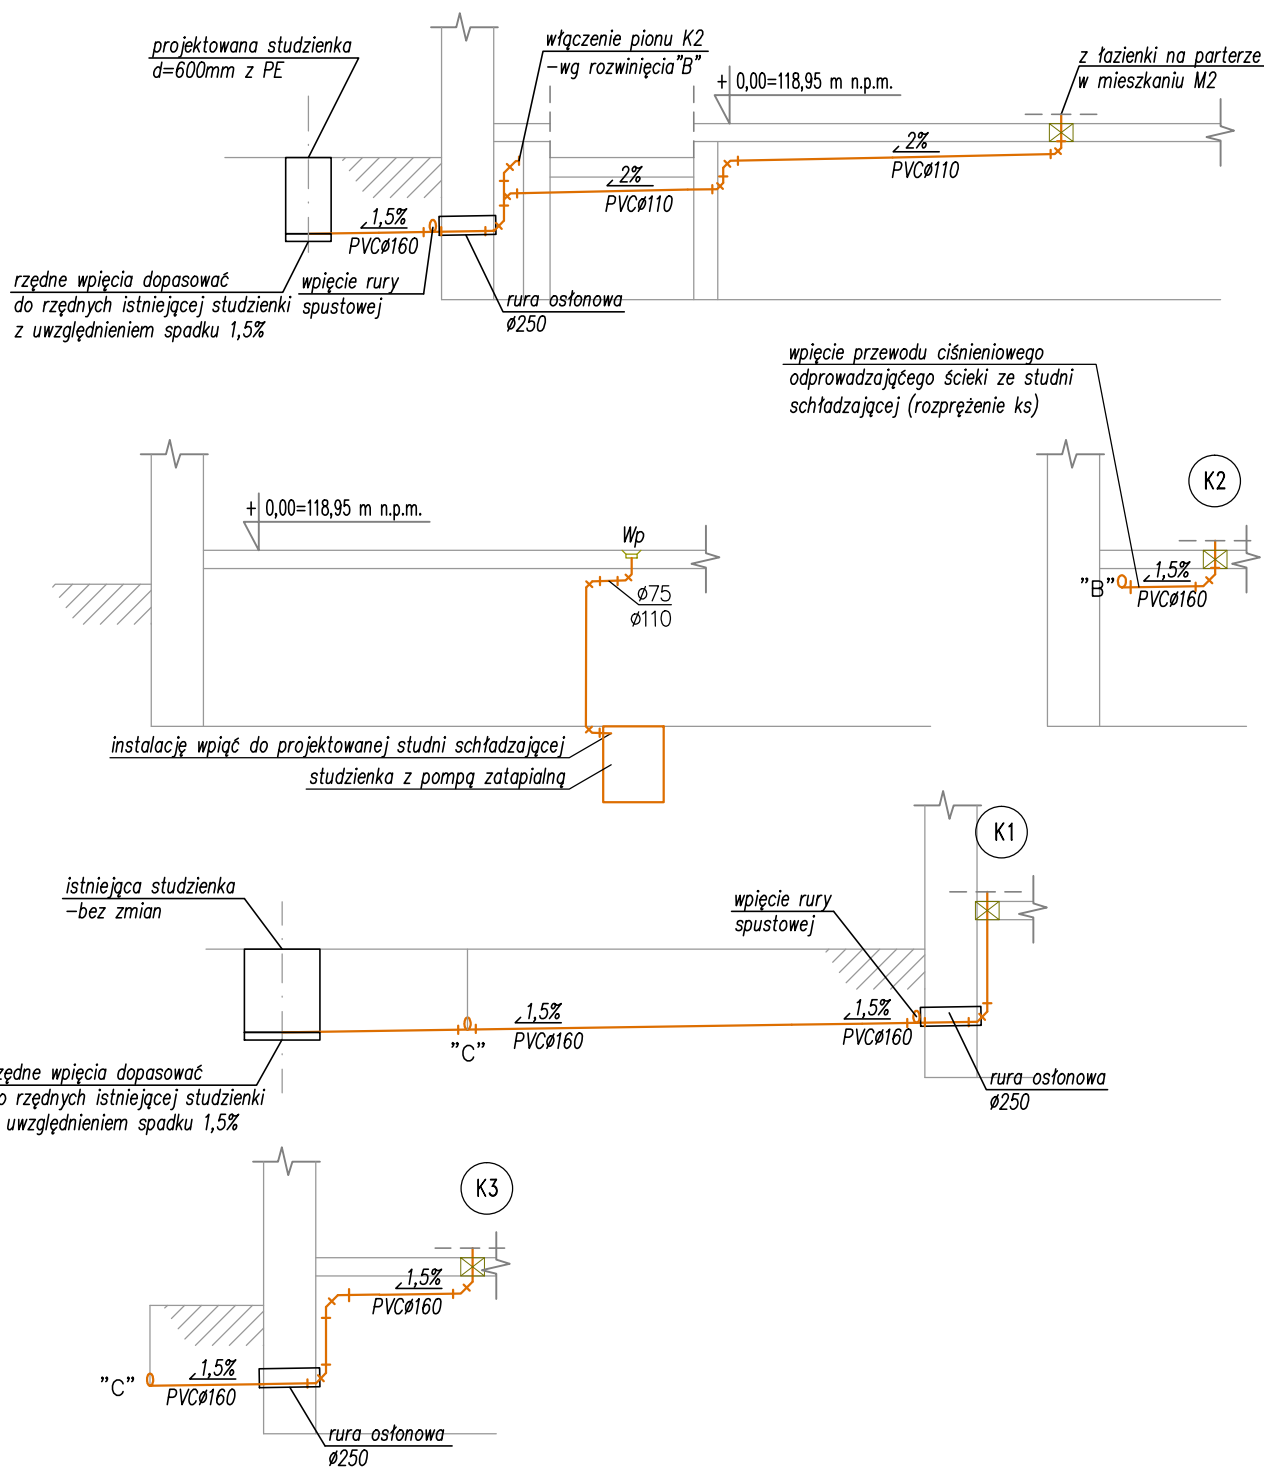 projektowana studzienka
d=600mm z PE
włączenie pionu K2
-wg rozwinięcia"B"
+ 0,00=118,95 m n.p.m.
z łazienki na parterze
w mieszkaniu M2
2%
PVCø110
2%
PVCø110
1,5%
PVCø160
rzędne wpięcia dopasować
do rzędnych istniejącej studzienki
z uwzględnieniem spadku 1,5%
wpięcie rury
spustowej
rura osłonowa
ø250
wpięcie przewodu ciśnieniowego
odprowadzająćego ścieki ze studni
schładzającej (rozprężenie ks)
K2
+ 0,00=118,95 m n.p.m.
Wp
ø75
ø110
"B"
1,5%
PVCø160
instalację wpiąć do projektowanej studni schładzającej
studzienka z pompą zatapialną
K1
istniejąca studzienka
-bez zmian
wpięcie rury
spustowej
1,5%
PVCø160
"C"
1,5%
PVCø160
zędne wpięcia dopasować
o rzędnych istniejącej studzienki
uwzględnieniem spadku 1,5%
rura osłonowa
ø250
K3
1,5%
PVCø160
"C"
1,5%
PVCø160
rura osłonowa
ø250